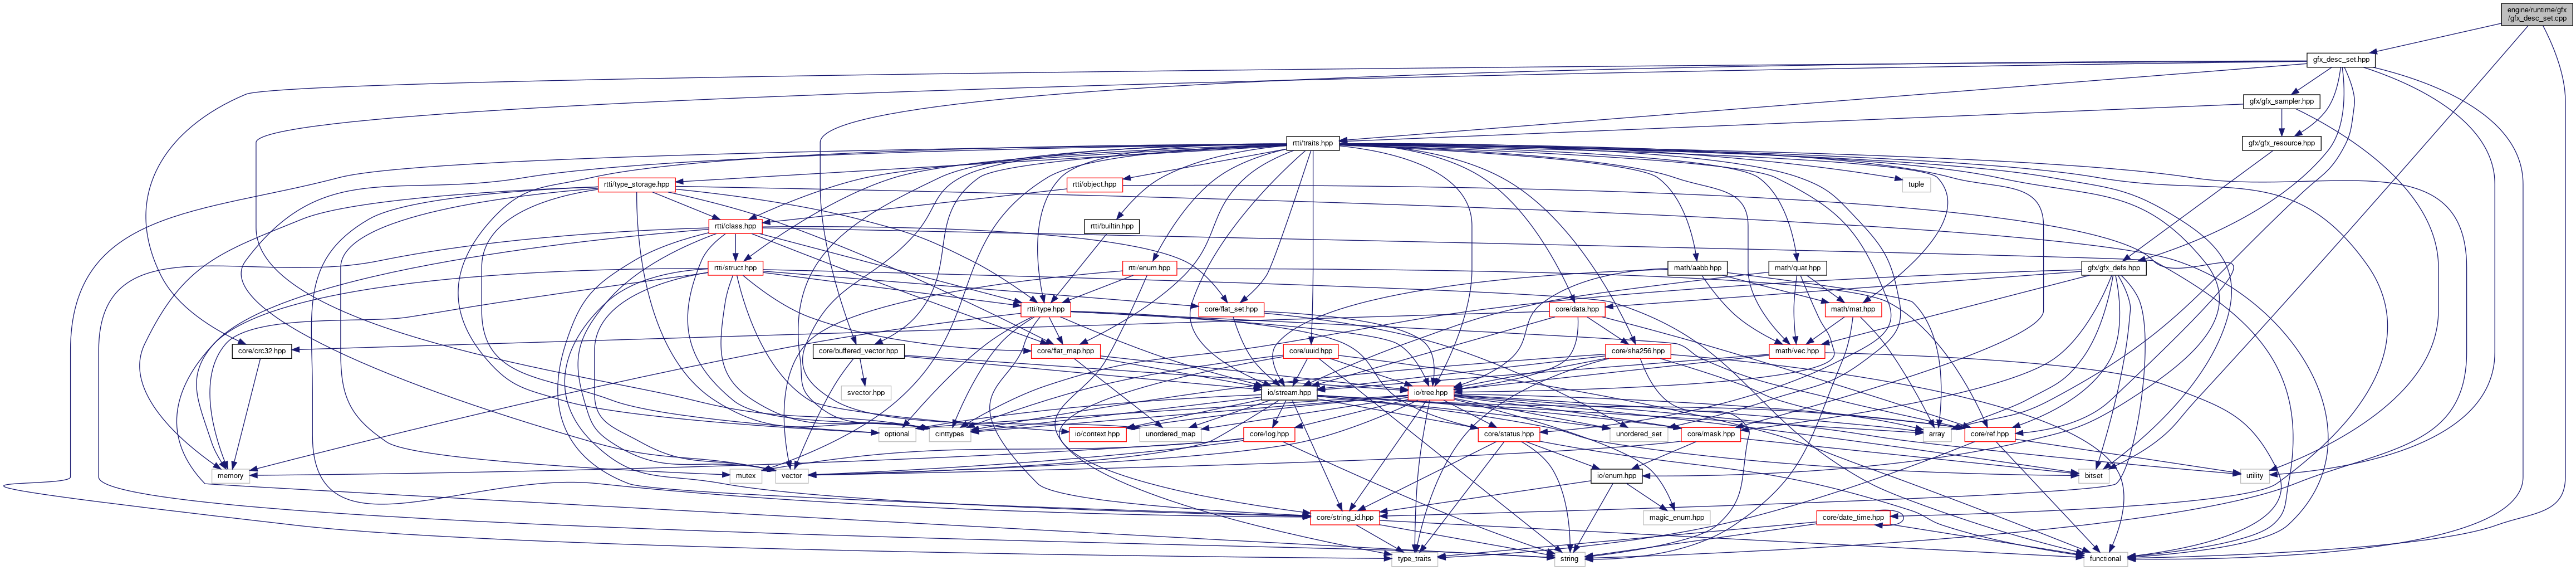 engine/runtime/gfx
/gfx_desc_set.cpp
gfx_desc_set.hpp
gfx/gfx_sampler.hpp
rtti/traits.hpp
gfx/gfx_resource.hpp
rtti/type_storage.hpp
rtti/object.hpp
tuple
rtti/class.hpp
rtti/builtin.hpp
rtti/struct.hpp
rtti/enum.hpp
math/aabb.hpp
math/quat.hpp
gfx/gfx_defs.hpp
rtti/type.hpp
core/flat_set.hpp
core/data.hpp
math/mat.hpp
core/crc32.hpp
core/buffered_vector.hpp
core/flat_map.hpp
core/uuid.hpp
core/sha256.hpp
math/vec.hpp
svector.hpp
io/stream.hpp
io/tree.hpp
optional
cinttypes
io/context.hpp
unordered_map
core/log.hpp
core/status.hpp
unordered_set
core/mask.hpp
array
core/ref.hpp
memory
mutex
vector
io/enum.hpp
bitset
utility
core/string_id.hpp
magic_enum.hpp
core/date_time.hpp
type_traits
string
functional